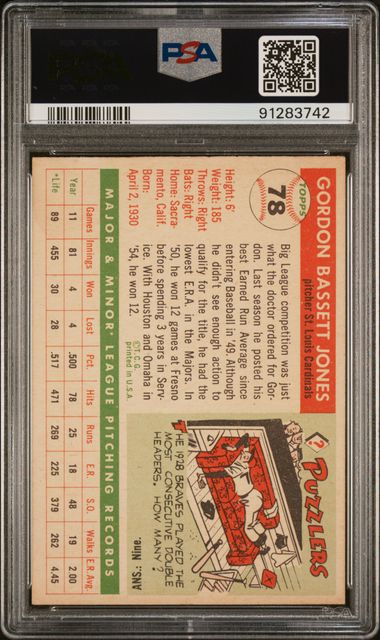 PSA
PSA
91283742
TOPPS
78
GORDON BASSETT JONES
pitcher St. Louis Cardinals
Height: 6'
Weight: 185
Throws: Right
Bats: Right
Home: Sacra-
mento, Calif.
Born:
April 2, 1930
Big League competition was just
what the doctor ordered for Gor-
don. Last season he posted his
best Earned Run Average since
entering Baseball in '49. Although
he didn't see enough action to
qualify for the title, he had the
lowest E.R.A. in the Majors. In
'50, he won 12 games at Fresno
before spending 3 years in Serv-
ice. With Houston and Omaha in
'54, he won 12.
©T.C.G.
printed in U.S.A.
?
PUZZLERS
THE 1928 BRAVES PLAYED THE
MOST CONSECUTIVE DOUBLE
HEADERS. HOW MANY?
ANS.: Nine
MAJOR & MINOR LEAGUE PITCHING RECORDS
Games Innings Won Lost Pct. Hits Runs E.R. S.O. Walks E.R. Avg
Year 11 81 4 4 .500 78 25 18 48 19 2.00
*Life 89 455 30 28 .517 471 269 225 379 262 4.45